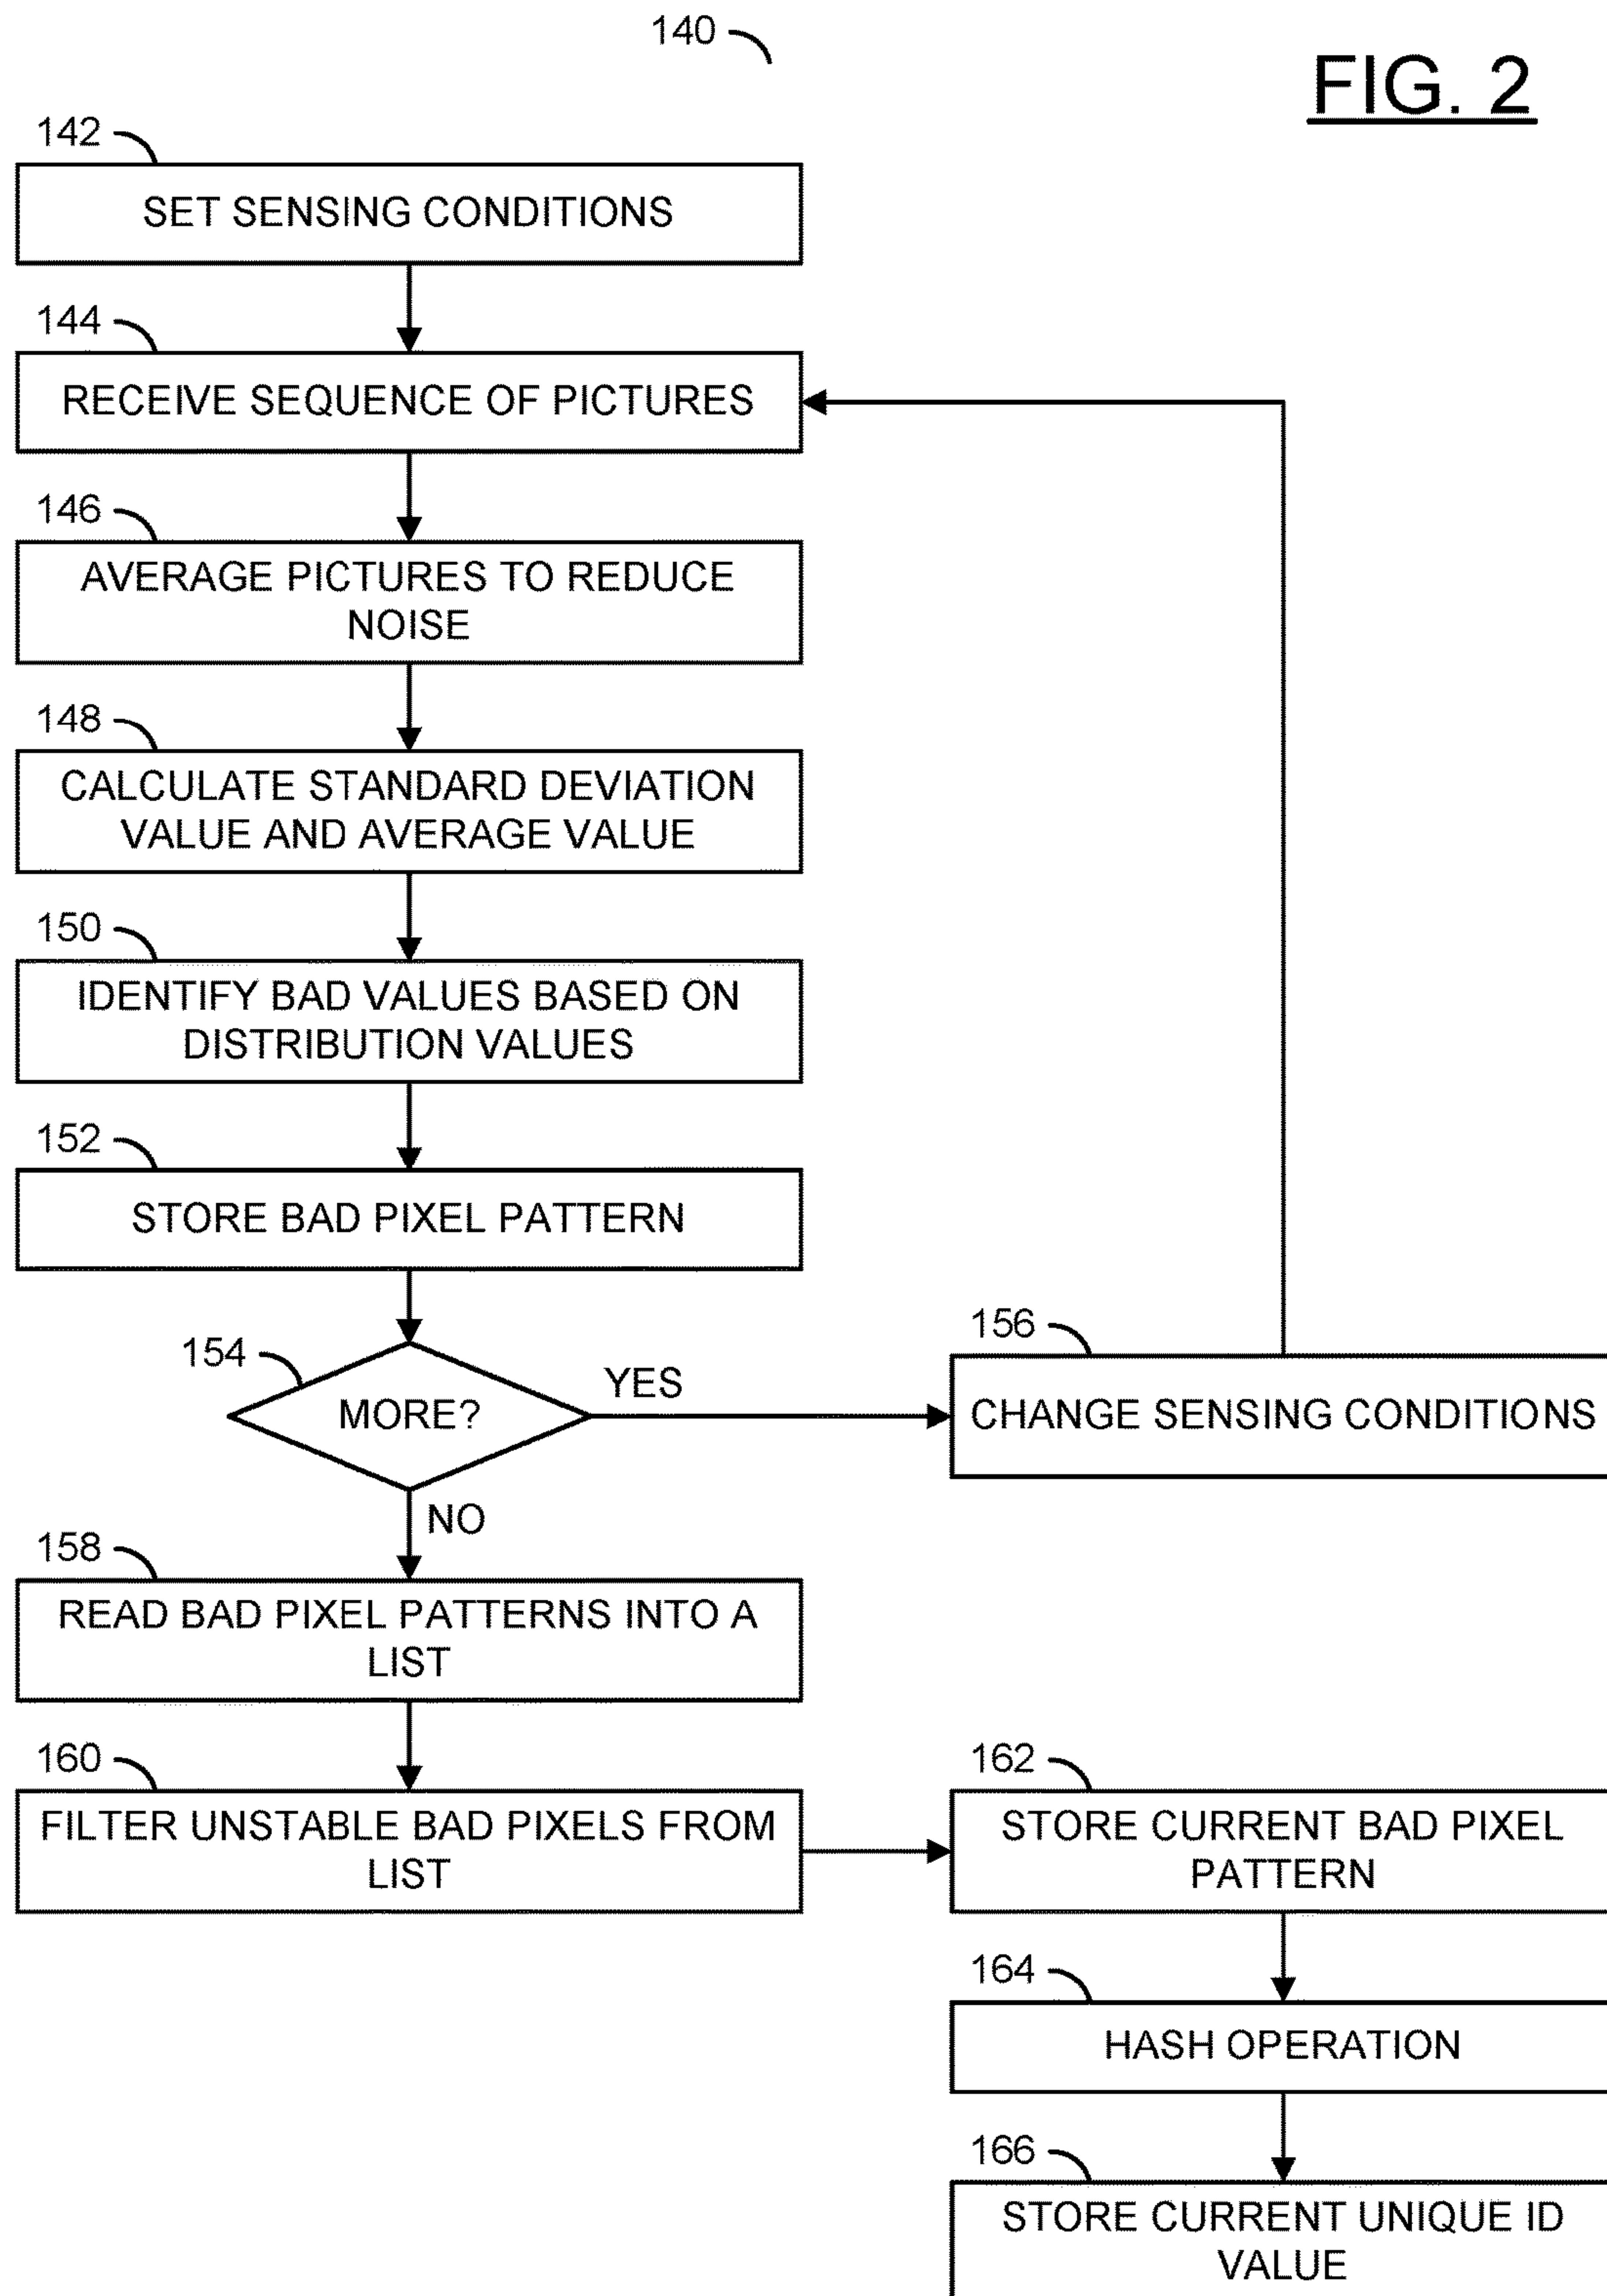 140
FIG. 2
142
SET SENSING CONDITIONS
144
RECEIVE SEQUENCE OF PICTURES
146
AVERAGE PICTURES TO REDUCE
NOISE
148
CALCULATE STANDARD DEVIATION
VALUE AND AVERAGE VALUE
150
IDENTIFY BAD VALUES BASED ON
DISTRIBUTION VALUES
152
STORE BAD PIXEL PATTERN
154
MORE?
YES
156
CHANGE SENSING CONDITIONS
NO
158
READ BAD PIXEL PATTERNS INTO A
LIST
160
FILTER UNSTABLE BAD PIXELS FROM
LIST
162
STORE CURRENT BAD PIXEL
PATTERN
164
HASH OPERATION
166
STORE CURRENT UNIQUE ID
VALUE